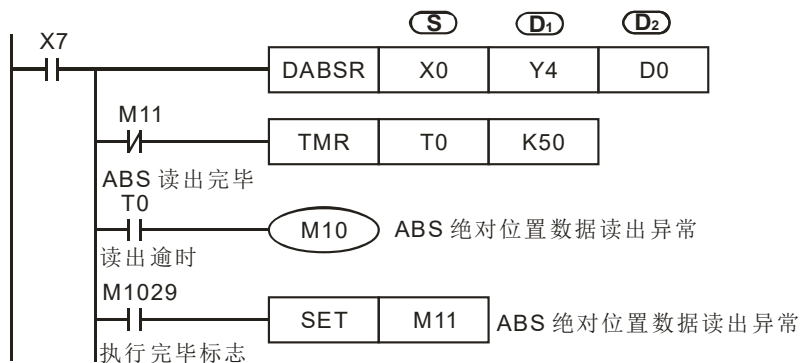 S D1 D2
X7
DABSR X0 Y4 D0
M11
TMR T0 K50
ABS 读出完毕
T0
M10 ABS 绝对位置数据读出异常
读出逾时
M1029
SET M11 ABS 绝对位置数据读出异常
执行完毕标志